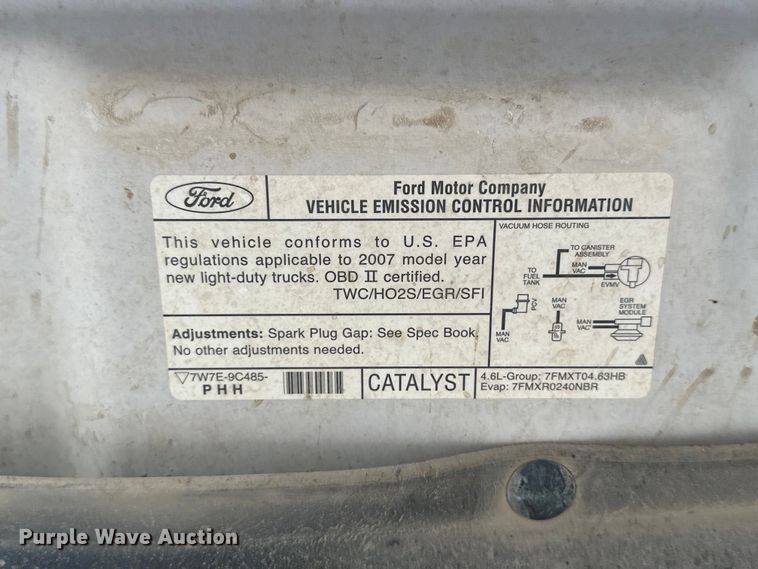 Ford
Ford Motor Company
VEHICLE EMISSION CONTROL INFORMATION
This vehicle conforms to U.S. EPA
regulations applicable to 2007 model year
new light-duty trucks. OBD II certified.
TWC/HO2S/EGR/SFI
Adjustments: Spark Plug Gap: See Spec Book.
No other adjustments needed.
VACUUM HOSE ROUTING
TO CANISTER
ASSEMBLY
MAN
VAC
TO
FUEL
TANK
EVMV
PCV
MAN
VAC
MAN
VAC
EGR
SYSTEM
MODULE
MAN
VAC
7W7E-9C485-
PHH
CATALYST
4.6L-Group: 7FMXT04.63HB
Evap: 7FMXR0240NBR
Purple Wave Auction
purplewave.com